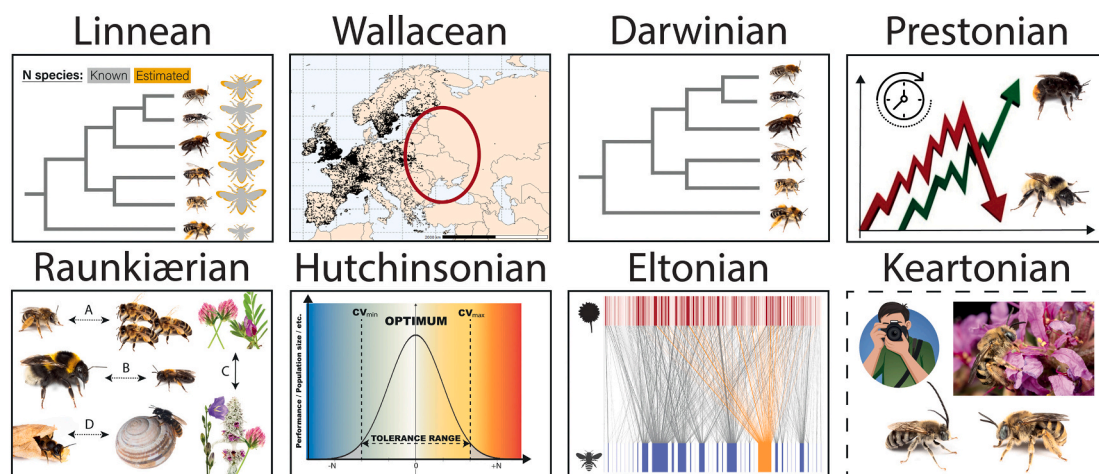 Linnean
Wallacean
Darwinian
Prestonian
N species: Known Estimated
Raunkiærian
Hutchinsonian
Eltonian
Keartonian
A
B
C
D
Performance / Population size / etc.
CVmin
OPTIMUM
CVmax
TOLERANCE RANGE
-N
0
+N